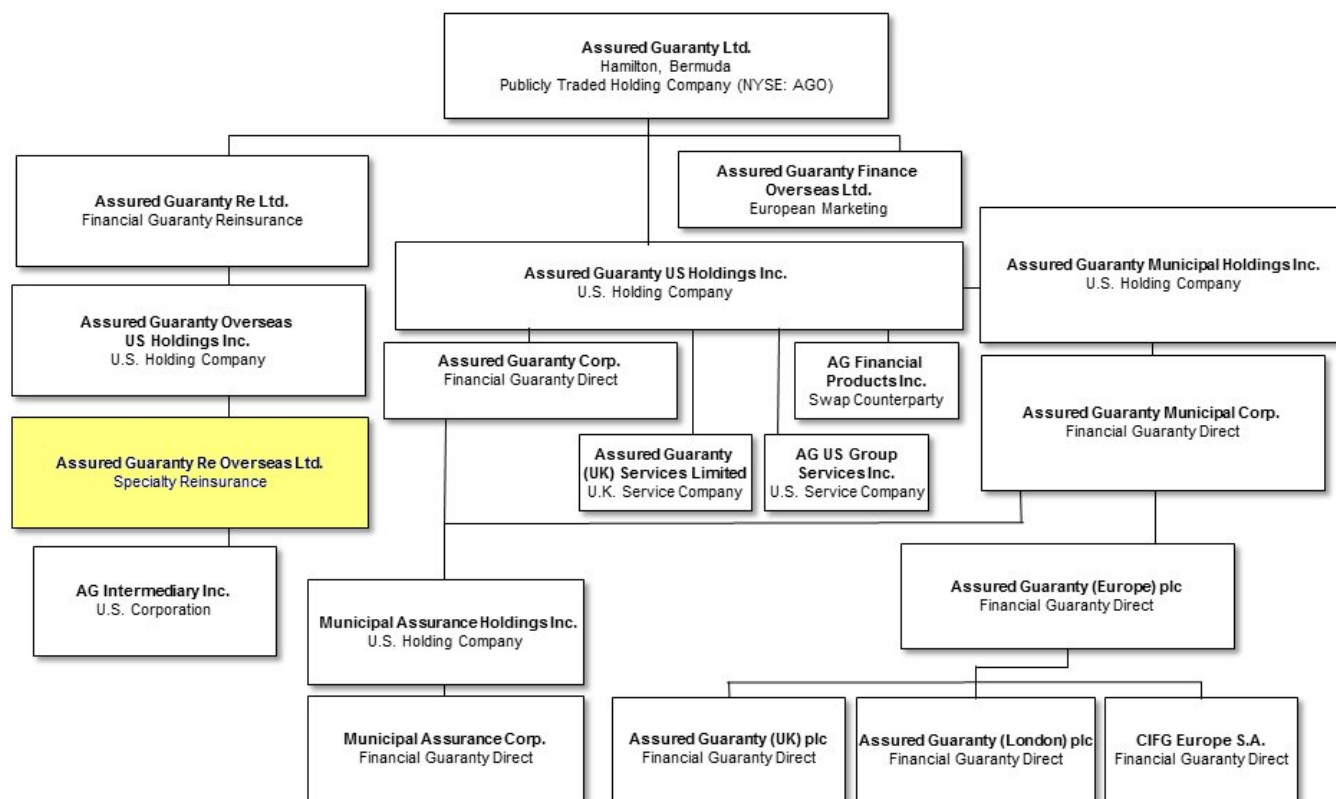 Assured Guaranty Ltd.
Hamilton, Bermuda
Publicly Traded Holding Company (NYSE: AGO)
Assured Guaranty Re Ltd.
Financial Guaranty Reinsurance
Assured Guaranty Finance
Overseas Ltd.
European Marketing
Assured Guaranty US Holdings Inc.
U.S. Holding Company
Assured Guaranty Municipal Holdings Inc.
U.S. Holding Company
Assured Guaranty Overseas
US Holdings Inc.
U.S. Holding Company
Assured Guaranty Corp.
Financial Guaranty Direct
AG Financial
Products Inc.
Swap Counterparty
Assured Guaranty Municipal Corp.
Financial Guaranty Direct
Assured Guaranty Re Overseas Ltd.
Specialty Reinsurance
Assured Guaranty
(UK) Services Limited
U.K. Service Company
AG US Group
Services Inc.
U.S. Service Company
AG Intermediary Inc.
U.S. Corporation
Municipal Assurance Holdings Inc.
U.S. Holding Company
Assured Guaranty (Europe) plc
Financial Guaranty Direct
Municipal Assurance Corp.
Financial Guaranty Direct
Assured Guaranty (UK) plc
Financial Guaranty Direct
Assured Guaranty (London) plc
Financial Guaranty Direct
CIFG Europe S.A.
Financial Guaranty Direct